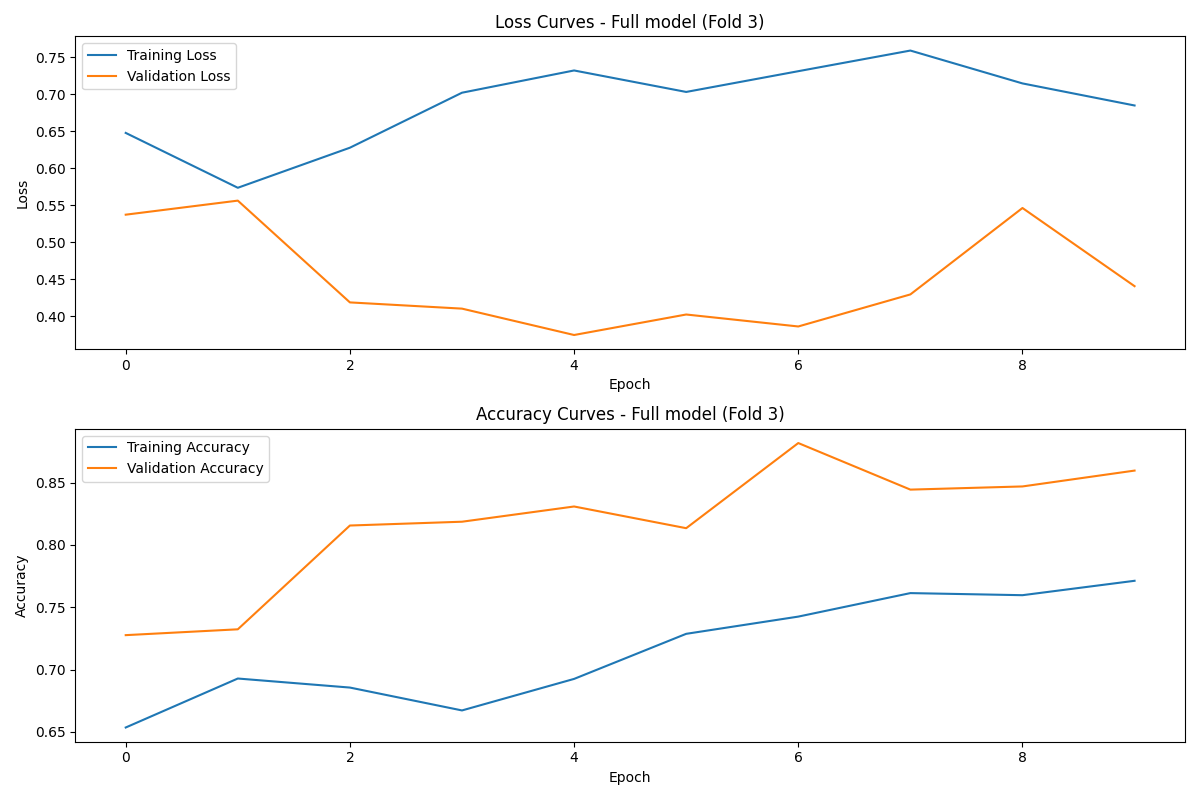 Loss Curves - Full model (Fold 3)
Training Loss
Validation Loss
0.75
0.70
0.65
0.60
0.55
0.50
0.45
0.40
Loss
0 2 4 6 8
Epoch
Accuracy Curves - Full model (Fold 3)
Training Accuracy
Validation Accuracy
0.85
0.80
0.75
0.70
0.65
Accuracy
0 2 4 6 8
Epoch